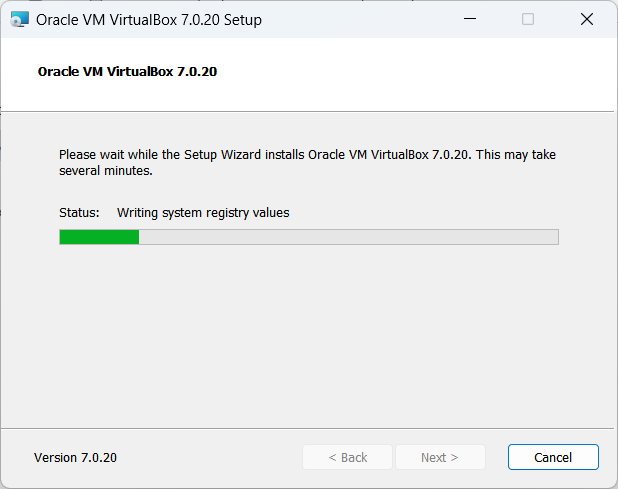 Oracle VM VirtualBox 7.0.20 Setup
Oracle VM VirtualBox 7.0.20
Please wait while the Setup Wizard installs Oracle VM VirtualBox 7.0.20. This may take
several minutes.
Status: Writing system registry values
Version 7.0.20 < Back Next > Cancel